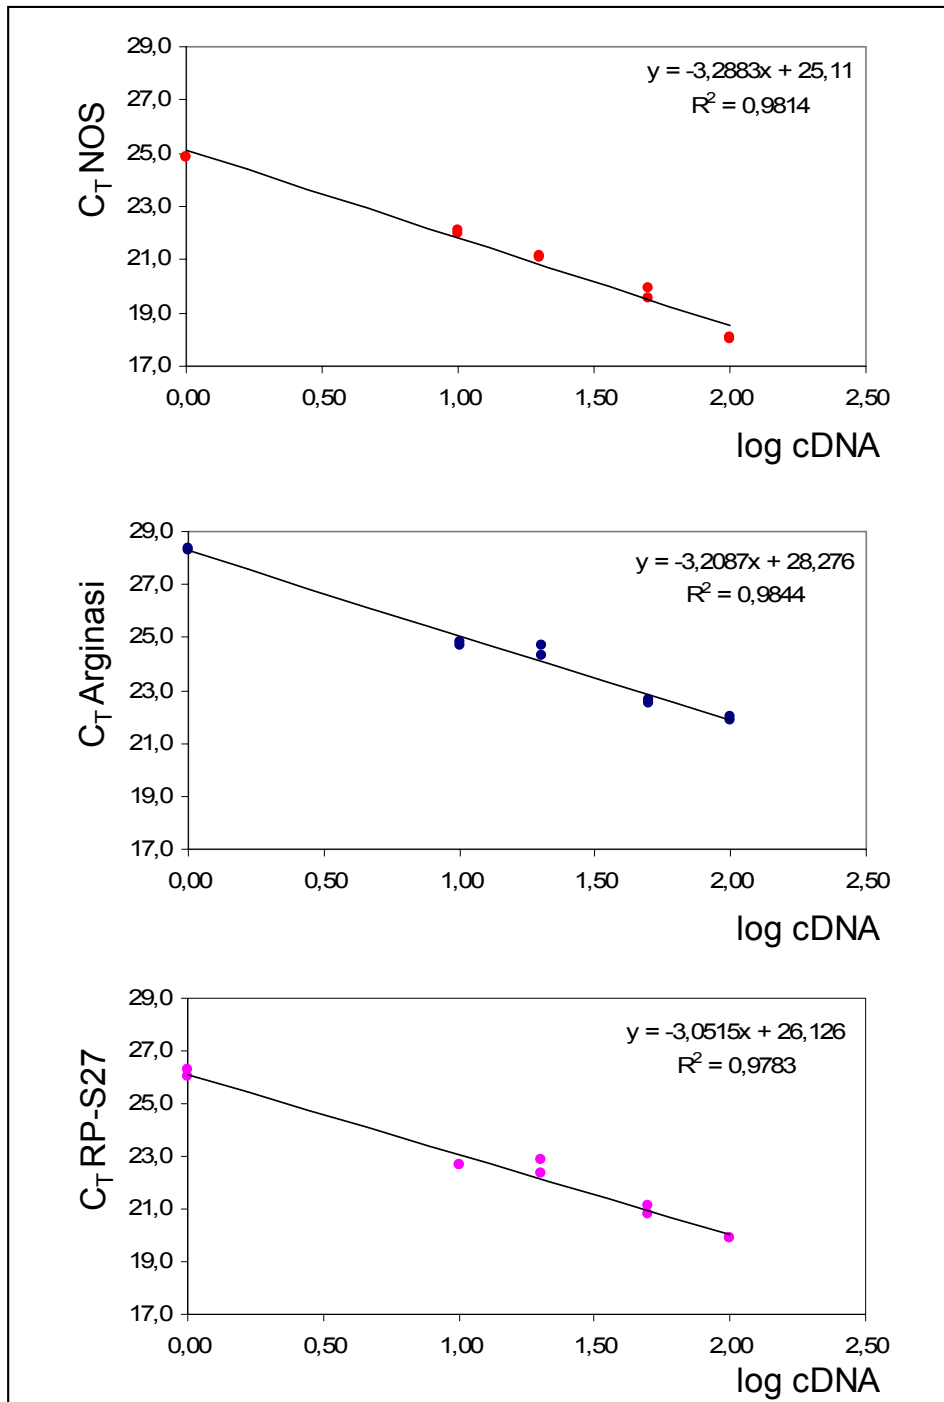 29,0
y = -3,2883x + 25,11
R² = 0,9814
27,0
25,0
23,0
21,0
19,0
17,0
C_T NOS
0,00 0,50 1,00 1,50 2,00 2,50
log cDNA
29,0
y = -3,2087x + 28,276
R² = 0,9844
27,0
25,0
23,0
21,0
19,0
17,0
C_T Arginasi
0,00 0,50 1,00 1,50 2,00 2,50
log cDNA
29,0
y = -3,0515x + 26,126
R² = 0,9783
27,0
25,0
23,0
21,0
19,0
17,0
C_T RP-S27
0,00 0,50 1,00 1,50 2,00 2,50
log cDNA